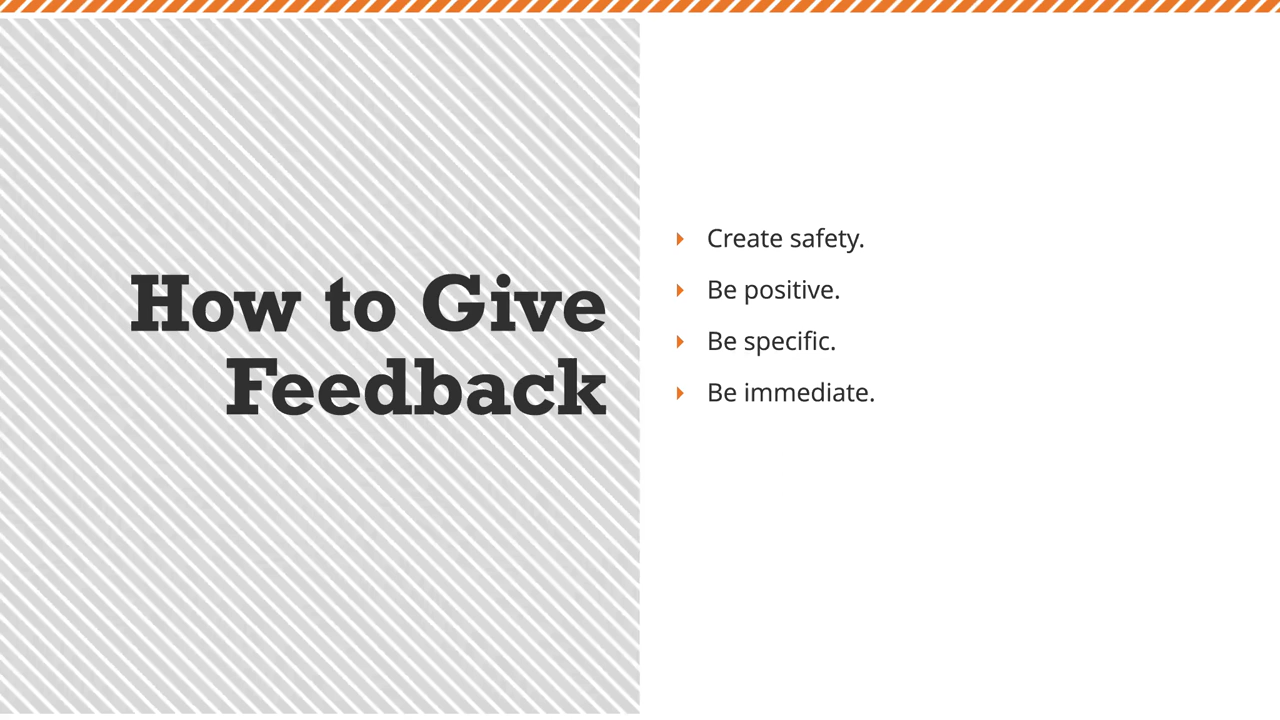 How to Give
Feedback
Create safety.
Be positive.
Be specific.
Be immediate.